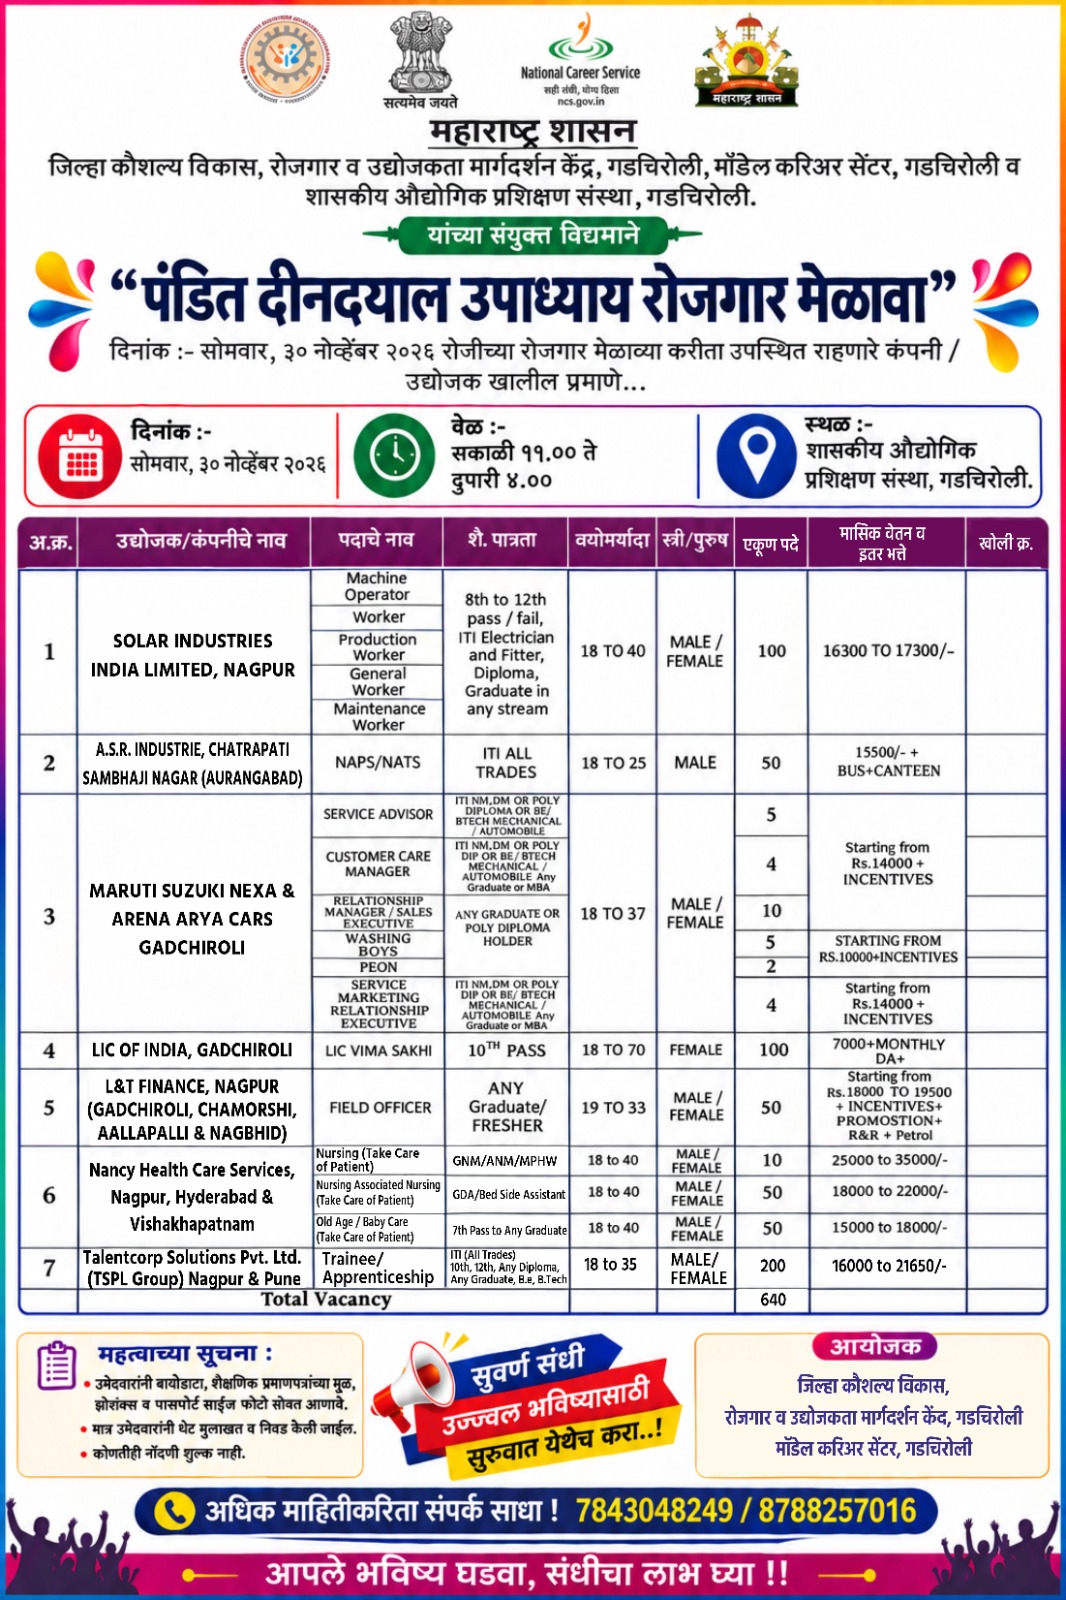 सत्यमेव जयते
National Career Service
सही संधी, योग्य दिशा
ncs.gov.in
महाराष्ट्र शासन
महाराष्ट्र शासन
जिल्हा कौशल्य विकास, रोजगार व उद्योजकता मार्गदर्शन केंद्र, गडचिरोली, मॉडेल करिअर सेंटर, गडचिरोली व
शासकीय औद्योगिक प्रशिक्षण संस्था, गडचिरोली.
यांच्या संयुक्त विद्यमाने
“पंडित दीनदयाल उपाध्याय रोजगार मेळावा”
दिनांक :- सोमवार, ३० नोव्हेंबर २०२६ रोजीच्या रोजगार मेळाव्या करीता उपस्थित राहणारे कंपनी /
उद्योजक खालील प्रमाणे...
दिनांक :-
सोमवार, ३० नोव्हेंबर २०२६
वेळ :-
सकाळी ११.०० ते
दुपारी ४.००
स्थळ :-
शासकीय औद्योगिक
प्रशिक्षण संस्था, गडचिरोली.
अ.क्र. उद्योजक/कंपनीचे नाव पदाचे नाव शै. पात्रता वयोमर्यादा स्त्री/पुरुष एकूण पदे मासिक वेतन व इतर भत्ते खोली क्र.
1
SOLAR INDUSTRIES
INDIA LIMITED, NAGPUR
Machine
Operator
Worker
Production
Worker
General
Worker
Maintenance
Worker
8th to 12th
pass / fail,
ITI Electrician
and Fitter,
Diploma,
Graduate in
any stream
18 TO 40
MALE /
FEMALE
100
16300 TO 17300/-
2
A.S.R. INDUSTRIE, CHATRAPATI
SAMBHAJI NAGAR (AURANGABAD)
NAPS/NATS
ITI ALL
TRADES
18 TO 25
MALE
50
15500/- +
BUS+CANTEEN
3
MARUTI SUZUKI NEXA &
ARENA ARYA CARS
GADCHIROLI
SERVICE ADVISOR
ITI NM,DM OR POLY
DIPLOMA OR BE/
BTECH MECHANICAL
/ AUTOMOBILE
5
CUSTOMER CARE
MANAGER
ITI NM,DM OR POLY
DIP OR BE/ BTECH
MECHANICAL /
AUTOMOBILE Any
Graduate or MBA
4
Starting from
Rs.14000 +
INCENTIVES
RELATIONSHIP
MANAGER / SALES
EXECUTIVE
ANY GRADUATE OR
POLY DIPLOMA
HOLDER
18 TO 37
MALE /
FEMALE
10
WASHING
BOYS
5
STARTING FROM
RS.10000+INCENTIVES
PEON
2
SERVICE
MARKETING
RELATIONSHIP
EXECUTIVE
ITI NM,DM OR POLY
DIP OR BE/ BTECH
MECHANICAL /
AUTOMOBILE Any
Graduate or MBA
4
Starting from
Rs.14000 +
INCENTIVES
4
LIC OF INDIA, GADCHIROLI
LIC VIMA SAKHI
10TH PASS
18 TO 70
FEMALE
100
7000+MONTHLY
DA+
5
L&T FINANCE, NAGPUR
(GADCHIROLI, CHAMORSHI,
AALLAPALLI & NAGBHID)
FIELD OFFICER
ANY
Graduate/
FRESHER
19 TO 33
MALE /
FEMALE
50
Starting from
Rs.18000 TO 19500
+ INCENTIVES+
PROMOSTION+
R&R + Petrol
6
Nancy Health Care Services,
Nagpur, Hyderabad &
Vishakhapatnam
Nursing (Take Care
of Patient)
GNM/ANM/MPHW
18 to 40
MALE /
FEMALE
10
25000 to 35000/-
Nursing Associated Nursing
(Take Care of Patient)
GDA/Bed Side Assistant
18 to 40
MALE /
FEMALE
50
18000 to 22000/-
Old Age / Baby Care
(Take Care of Patient)
7th Pass to Any Graduate
18 to 40
MALE /
FEMALE
50
15000 to 18000/-
7
Talentcorp Solutions Pvt. Ltd.
(TSPL Group) Nagpur & Pune
Trainee/
Apprenticeship
ITI (All Trades)
10th, 12th, Any Diploma,
Any Graduate, B.e, B.Tech
18 to 35
MALE/
FEMALE
200
16000 to 21650/-
Total Vacancy 640
महत्वाच्या सूचना :
• उमेदवारांनी बायोडाटा, शैक्षणिक प्रमाणपत्रांच्या मुळ,
झेरॉक्स व पासपोर्ट साईज फोटो सोवत आणावे.
• मात्र उमेदवारांनी थेट मुलाखत व निवड केली जाईल.
• कोणतीही नोंदणी शुल्क नाही.
सुवर्ण संधी
उज्ज्वल भविष्यासाठी
सुरुवात येथेच करा..!
आयोजक
जिल्हा कौशल्य विकास,
रोजगार व उद्योजकता मार्गदर्शन केंद, गडचिरोली
मॉडेल करिअर सेंटर, गडचिरोली
अधिक माहितीकरिता संपर्क साधा ! 7843048249 / 8788257016
आपले भविष्य घडवा, संधीचा लाभ घ्या !!